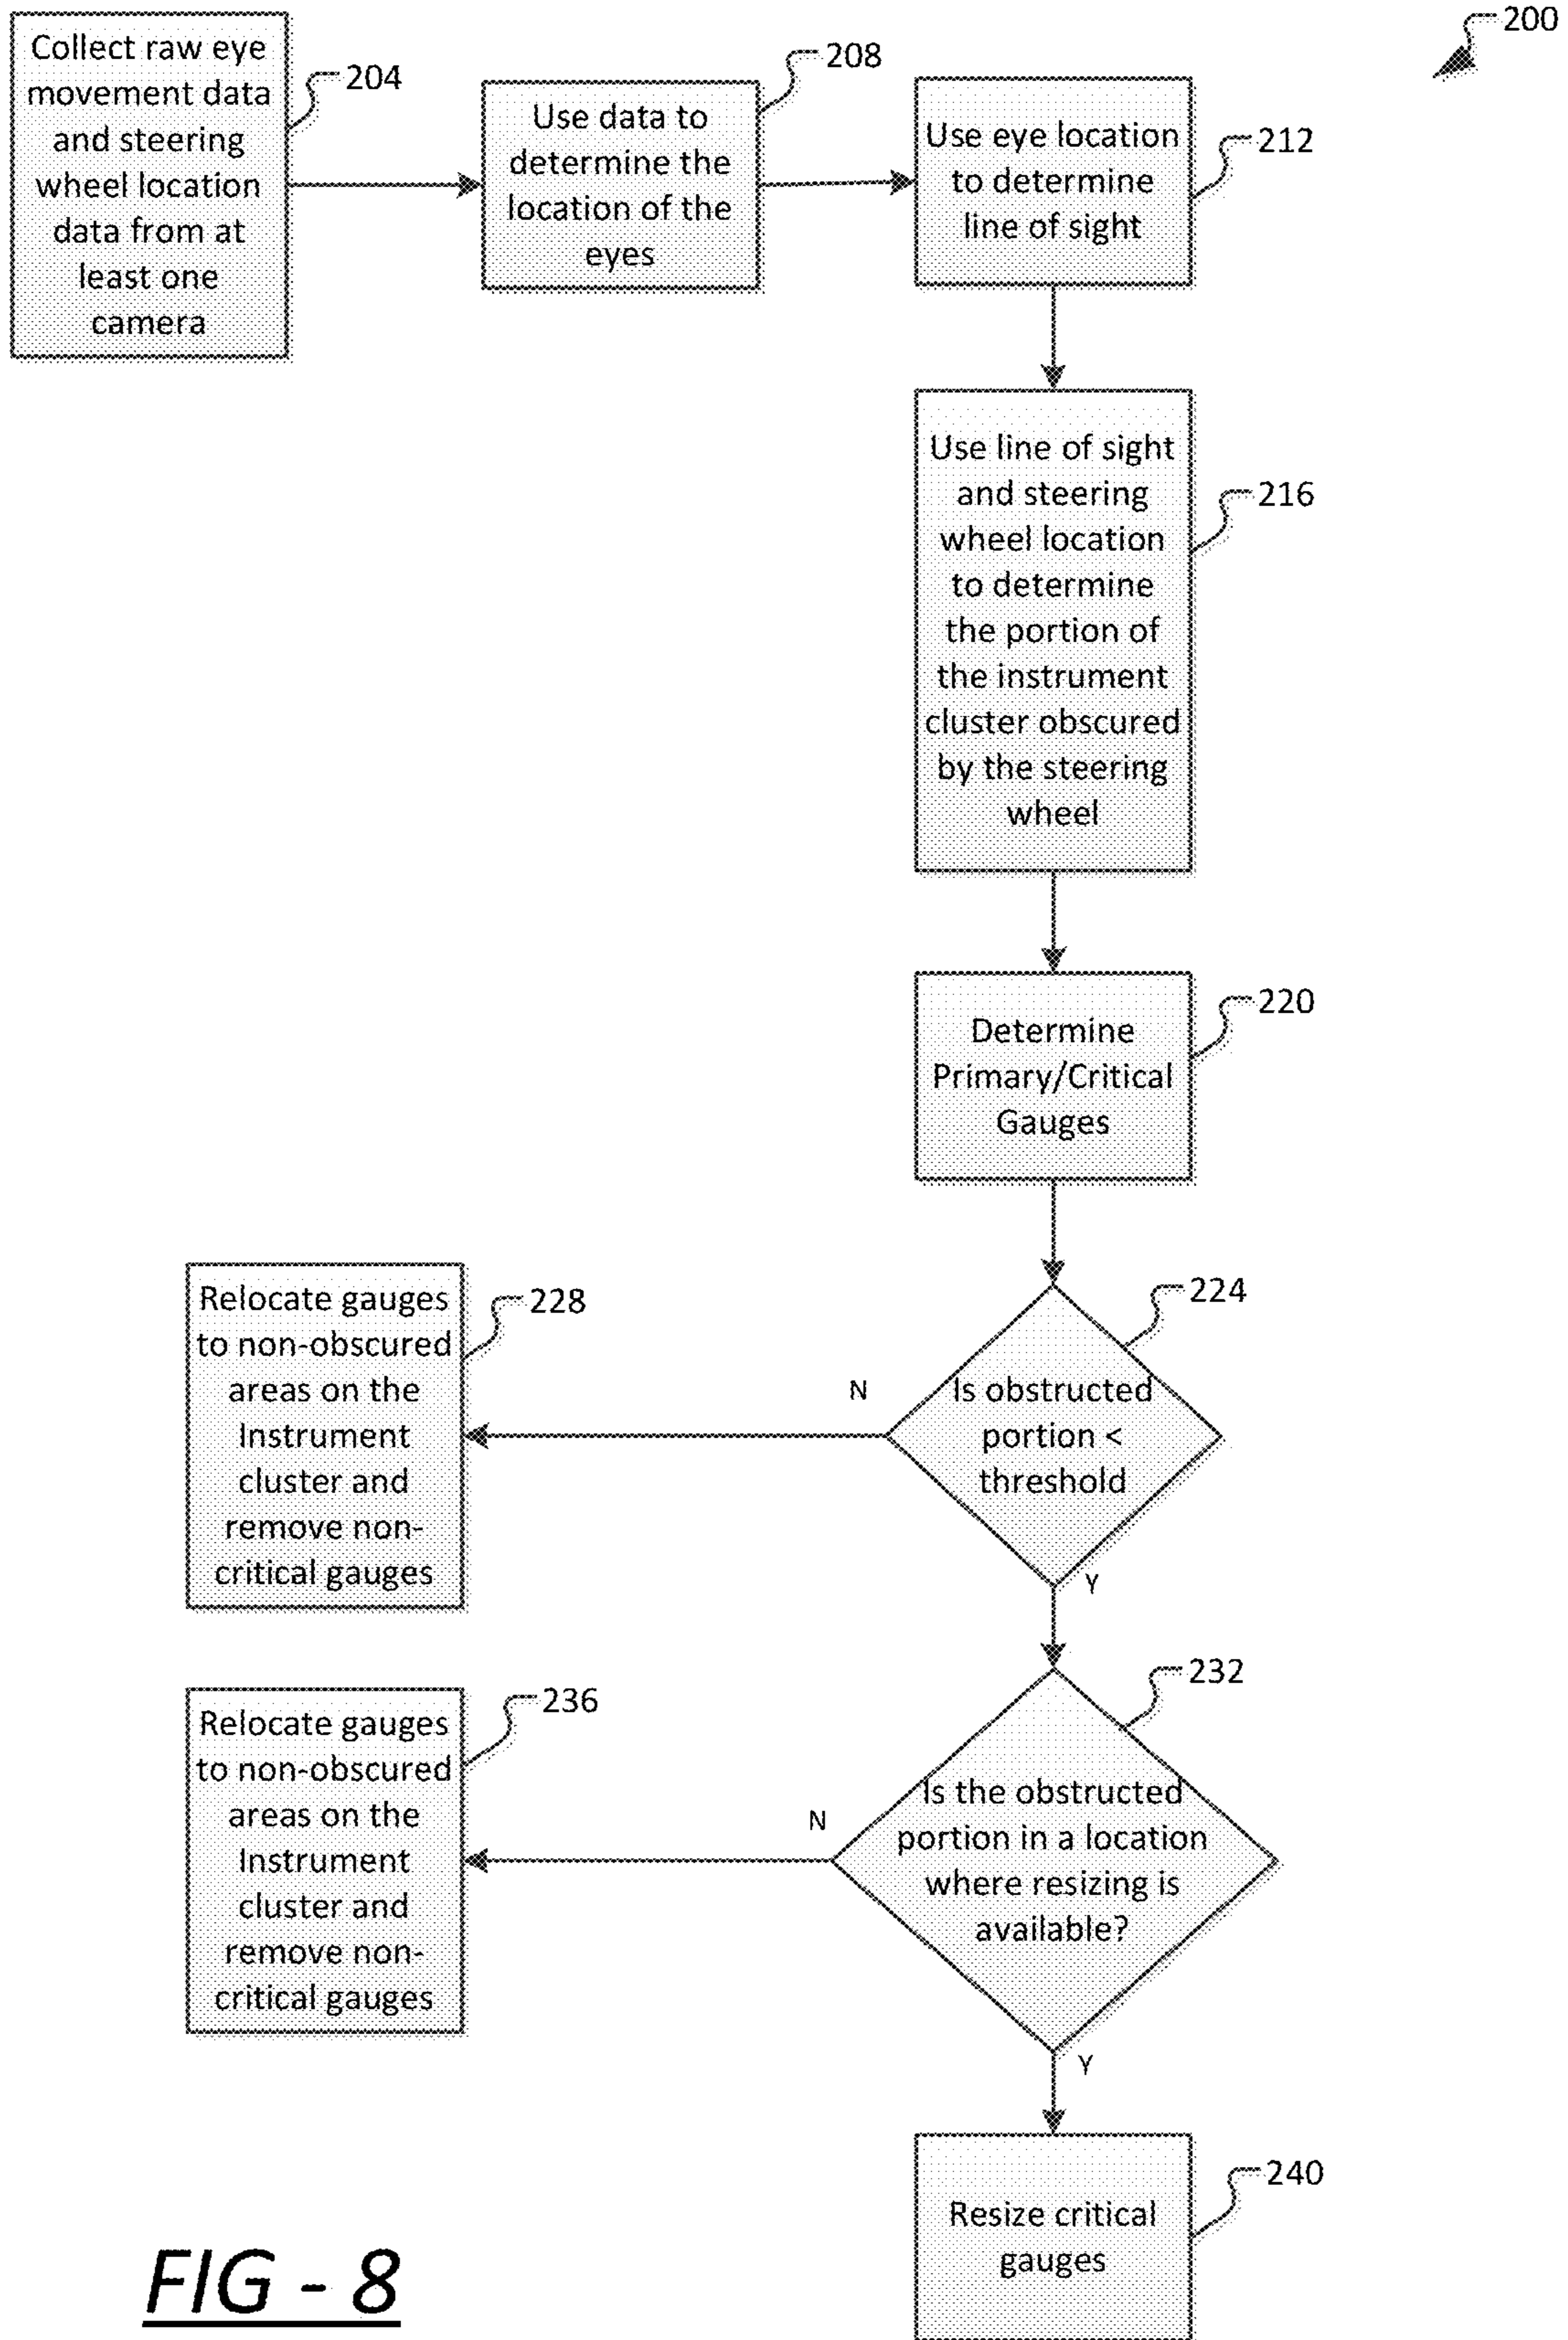 200
Collect raw eye
movement data
and steering
wheel location
data from at
least one
camera
204
Use data to
determine the
location of the
eyes
208
Use eye location
to determine
line of sight
212
Use line of sight
and steering
wheel location
to determine
the portion of
the instrument
cluster obscured
by the steering
wheel
216
Determine
Primary/Critical
Gauges
220
Is obstructed
portion <
threshold
224
N
Y
Relocate gauges
to non-obscured
areas on the
Instrument
cluster and
remove non-
critical gauges
228
Is the obstructed
portion in a location
where resizing is
available?
232
N
Y
Relocate gauges
to non-obscured
areas on the
Instrument
cluster and
remove non-
critical gauges
236
Resize critical
gauges
240
FIG - 8